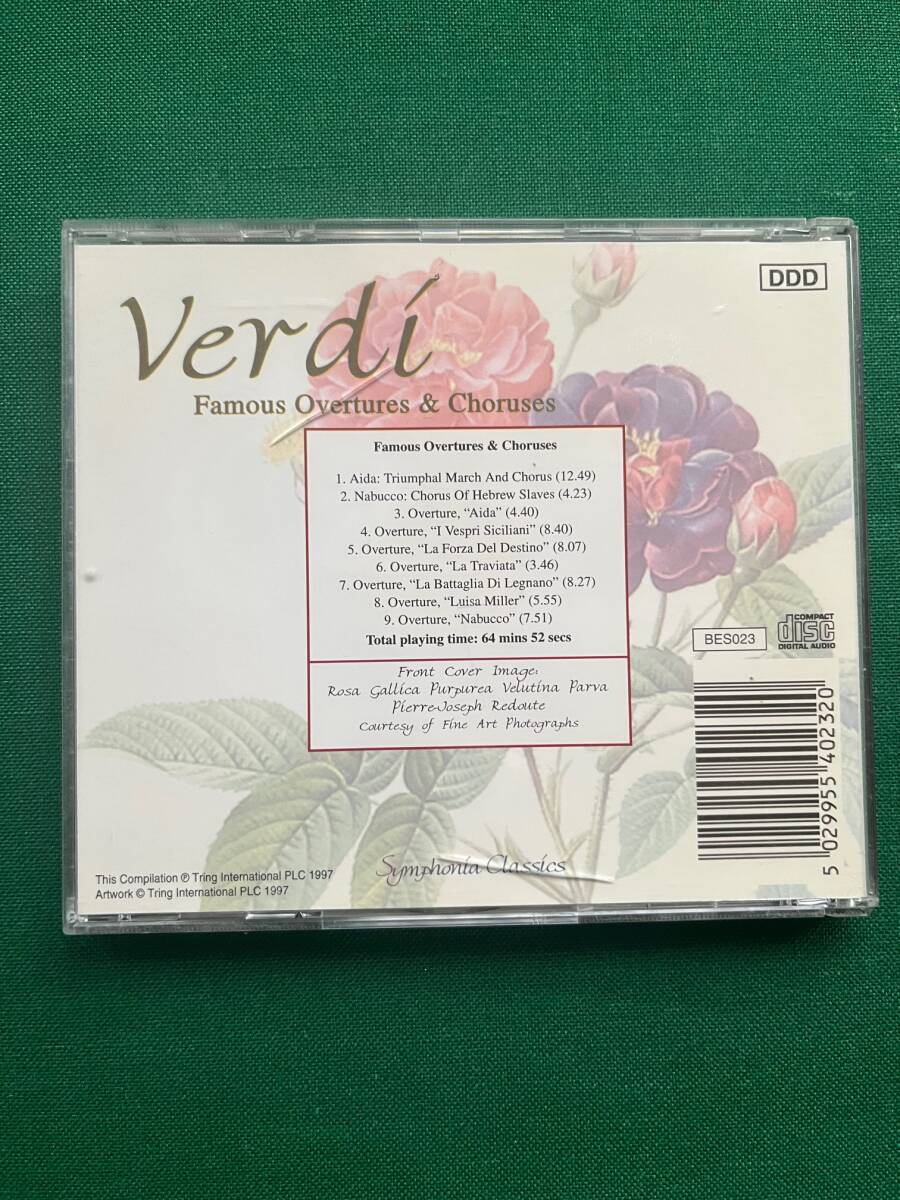 DDD
Verdi
Famous Overtures & Choruses
Famous Overtures & Choruses
1. Aida: Triumphal March And Chorus (12.49)
2. Nabucco: Chorus Of Hebrew Slaves (4.23)
3. Overture, “Aida” (4.40)
4. Overture, “I Vespri Siciliani” (8.40)
5. Overture, “La Forza Del Destino” (8.07)
6. Overture, “La Traviata” (3.46)
7. Overture, “La Battaglia Di Legnano” (8.27)
8. Overture, “Luisa Miller” (5.55)
9. Overture, “Nabucco” (7.51)
Total playing time: 64 mins 52 secs
Front Cover Image:
Rosa Gallica Purpurea Velutina Parva
Pierre-Joseph Redoute
Courtesy of Fine Art Photographs
BES023
COMPACT
disc
DIGITAL AUDIO
5 029955 402320
Symphonia Classics
This Compilation ℗ Tring International PLC 1997
Artwork © Tring International PLC 1997